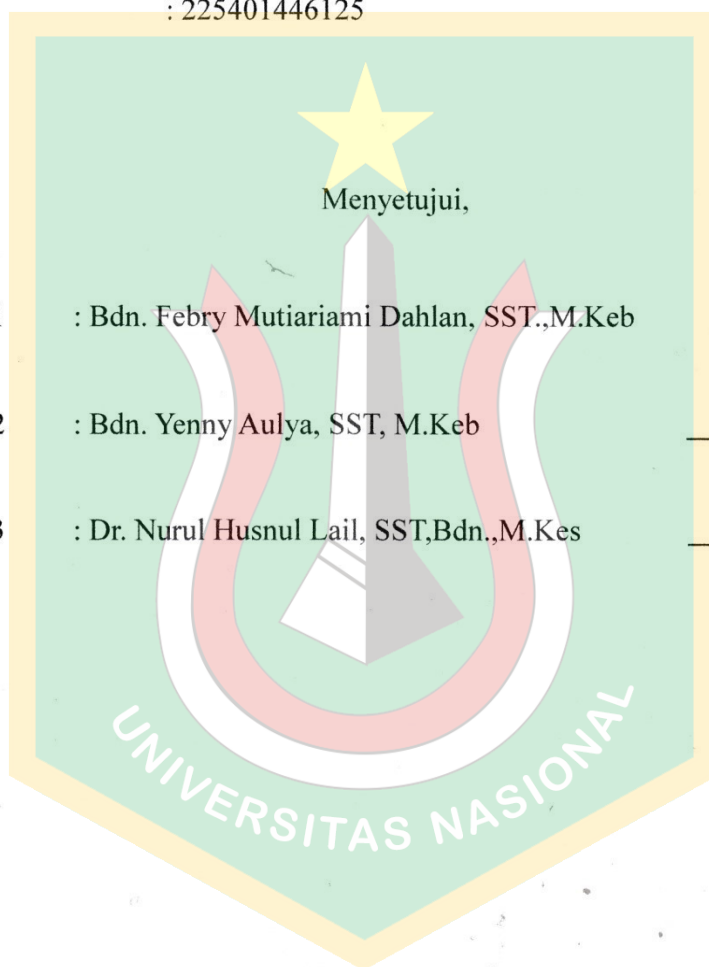 : 225401446125
Menyetujui,
: Bdn. Febry Mutiariami Dahlan, SST.,M.Keb
2 : Bdn. Yenny Aulya, SST, M.Keb
3 : Dr. Nurul Husnul Lail, SST,Bdn.,M.Kes
UNIVERSITAS NASIONAL